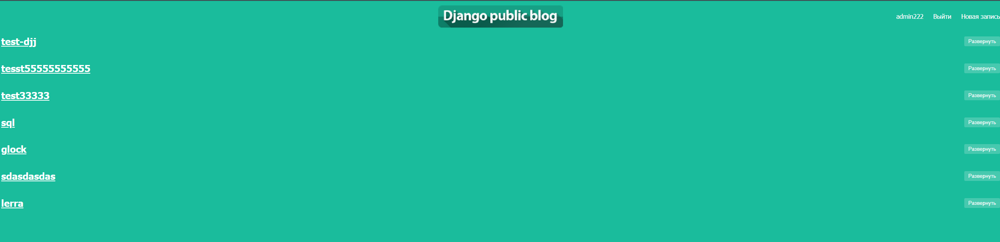 Django public blog
admin222 Выйти Новая запись
test-djj Развернуть
tesst55555555555 Развернуть
test33333 Развернуть
sql Развернуть
glock Развернуть
sdasdasdas Развернуть
lerra Развернуть